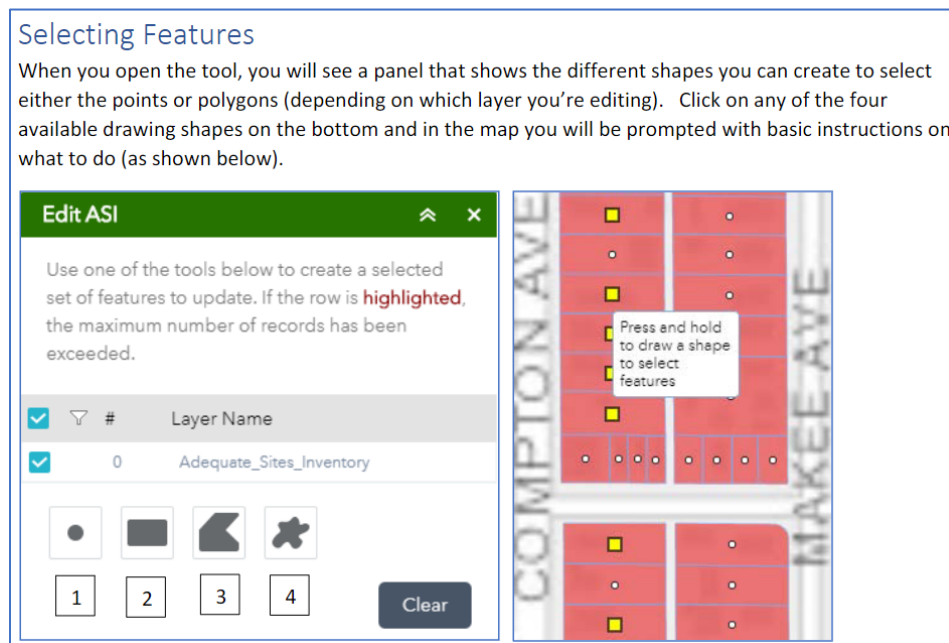 Selecting Features
When you open the tool, you will see a panel that shows the different shapes you can create to select
either the points or polygons (depending on which layer you're editing).   Click on any of the four
available drawing shapes on the bottom and in the map you will be prompted with basic instructions on
what to do (as shown below).
Edit ASI
Use one of the tools below to create a selected
set of features to update. If the row is highlighted,
the maximum number of records has been
exceeded.
# Layer Name
0 Adequate_Sites_Inventory
1 2 3 4
Clear
COMPTON AVE
Press and hold
to draw a shape
to select
features
MAKEE AVE